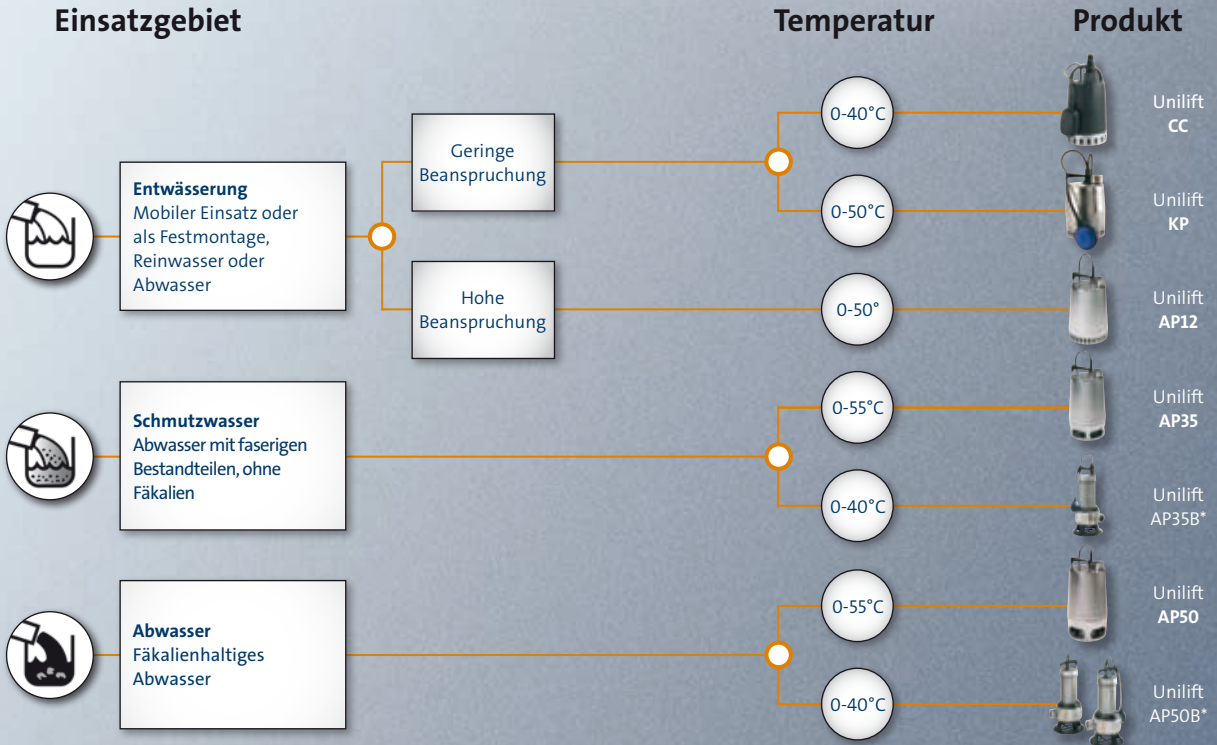 Einsatzgebiet
Temperatur
Produkt
Entwässerung
Mobiler Einsatz oder
als Festmontage,
Reinwasser oder
Abwasser
Geringe
Beanspruchung
0-40°C
Unilift
CC
0-50°C
Unilift
KP
Hohe
Beanspruchung
0-50°
Unilift
AP12
Schmutzwasser
Abwasser mit faserigen
Bestandteilen, ohne
Fäkalien
0-55°C
Unilift
AP35
0-40°C
Unilift
AP35B*
Abwasser
Fäkalienhaltiges
Abwasser
0-55°C
Unilift
AP50
0-40°C
Unilift
AP50B*